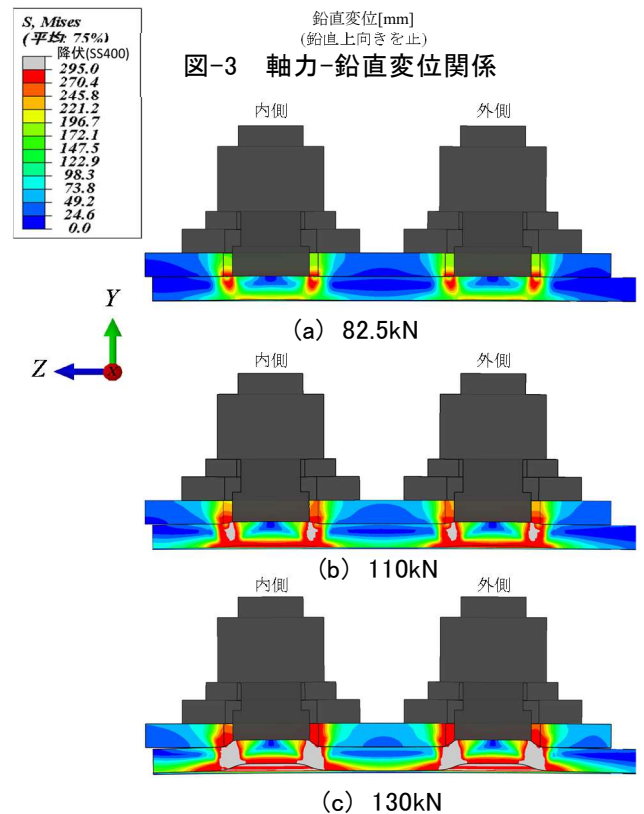 S, Mises
(平均: 75%)
降伏(SS400)
295.0
270.4
245.8
221.2
196.7
172.1
147.5
122.9
98.3
73.8
49.2
24.6
0.0
鉛直変位[mm]
(鉛直上向きを正)
図-3 軸力-鉛直変位関係
内側 外側
Y
Z
X
(a) 82.5kN
内側 外側
(b) 110kN
内側 外側
(c) 130kN